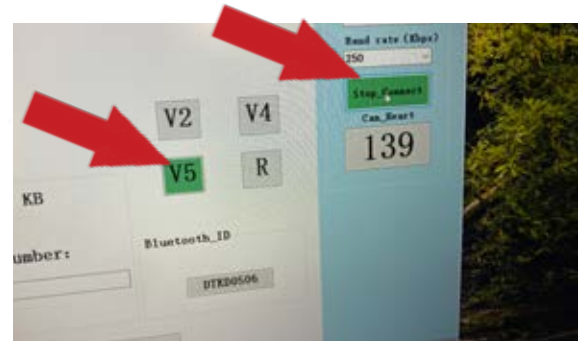 Baud rate (Kbps)
250
Stop_Connect
Can_Heart
139
V2
V4
V5
R
KB
umber:
Bluetooth_ID
DTKD0506